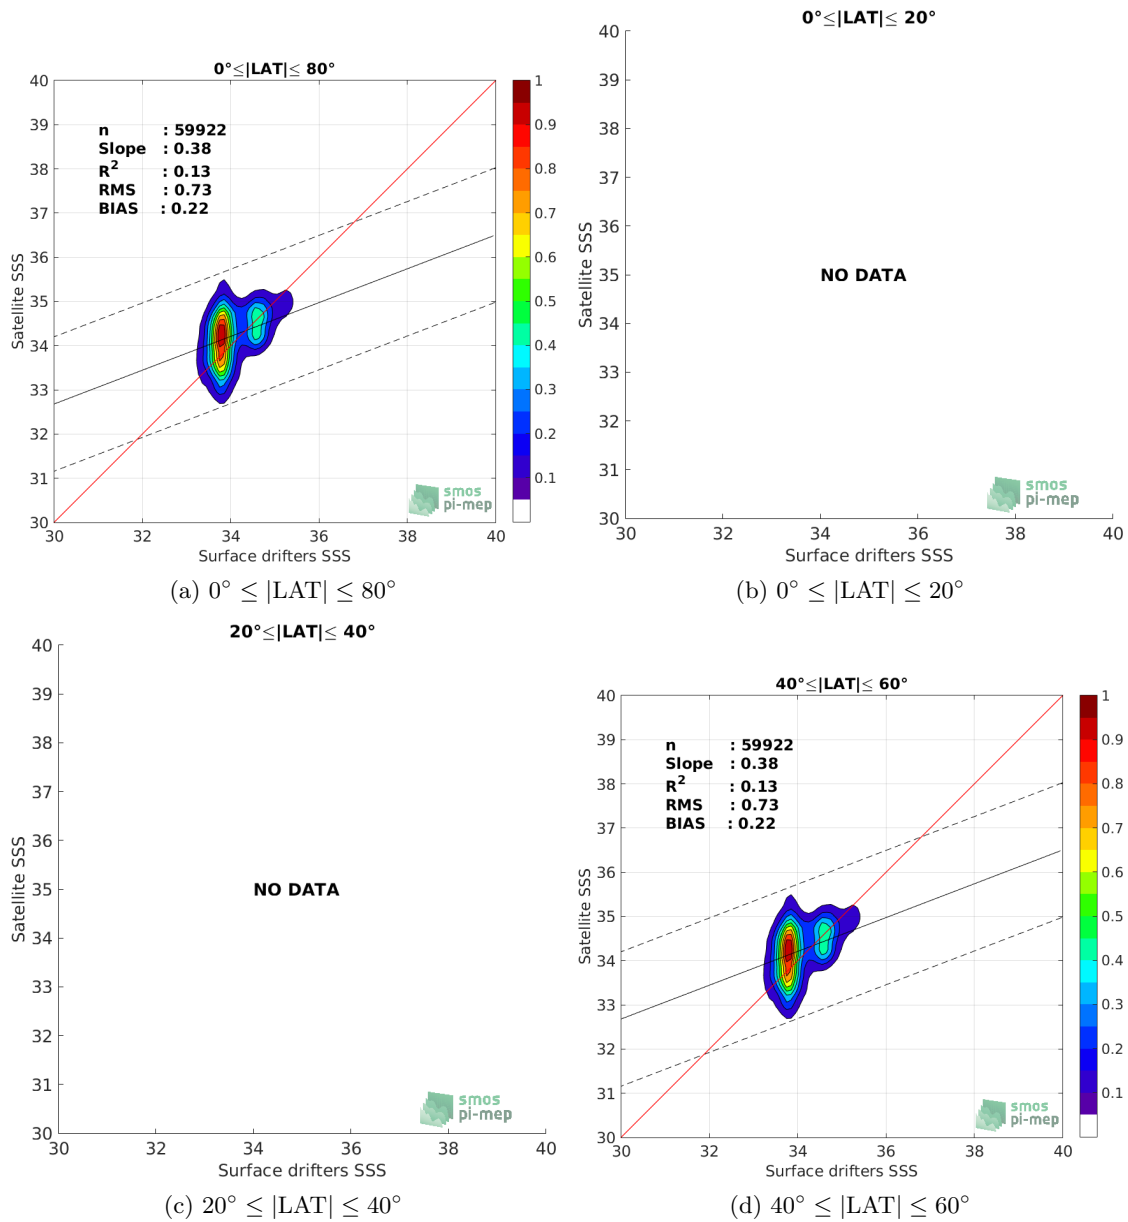 0°≤|LAT|≤ 80°
40
39
38
37
36
35
34
33
32
31
30
Satellite SSS
n : 59922
Slope : 0.38
R2 : 0.13
RMS : 0.73
BIAS : 0.22
smos
pi-mep
30 32 34 36 38 40
Surface drifters SSS
1
0.9
0.8
0.7
0.6
0.5
0.4
0.3
0.2
0.1
(a) 0° ≤ |LAT| ≤ 80°
0°≤|LAT|≤ 20°
40
39
38
37
36
35
34
33
32
31
30
Satellite SSS
NO DATA
smos
pi-mep
30 32 34 36 38 40
Surface drifters SSS
(b) 0° ≤ |LAT| ≤ 20°
20°≤|LAT|≤ 40°
40
39
38
37
36
35
34
33
32
31
30
Satellite SSS
NO DATA
smos
pi-mep
30 32 34 36 38 40
Surface drifters SSS
(c) 20° ≤ |LAT| ≤ 40°
40°≤|LAT|≤ 60°
40
39
38
37
36
35
34
33
32
31
30
Satellite SSS
n : 59922
Slope : 0.38
R2 : 0.13
RMS : 0.73
BIAS : 0.22
smos
pi-mep
30 32 34 36 38 40
Surface drifters SSS
1
0.9
0.8
0.7
0.6
0.5
0.4
0.3
0.2
0.1
(d) 40° ≤ |LAT| ≤ 60°